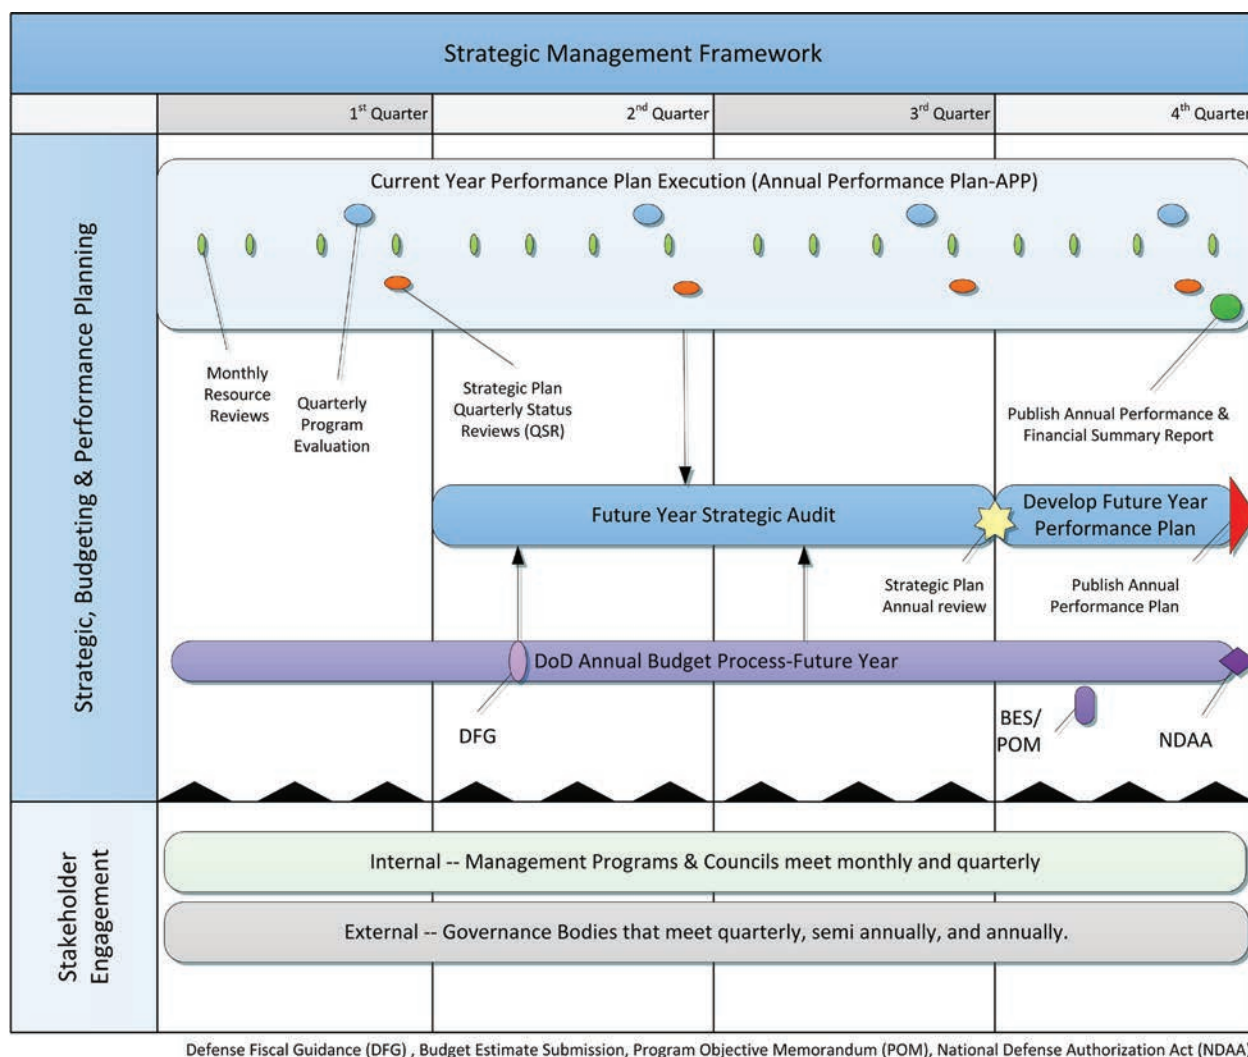 Strategic Management Framework
1st Quarter
2nd Quarter
3rd Quarter
4th Quarter
Strategic, Budgeting & Performance Planning
Current Year Performance Plan Execution (Annual Performance Plan-APP)
Monthly
Resource
Reviews
Quarterly
Program
Evaluation
Strategic Plan
Quarterly Status
Reviews (QSR)
Publish Annual Performance &
Financial Summary Report
Future Year Strategic Audit
Develop Future Year
Performance Plan
Strategic Plan
Annual review
Publish Annual
Performance Plan
DoD Annual Budget Process-Future Year
DFG
BES/
POM
NDAA
Stakeholder
Engagement
Internal -- Management Programs & Councils meet monthly and quarterly
External -- Governance Bodies that meet quarterly, semi annually, and annually.
Defense Fiscal Guidance (DFG) , Budget Estimate Submission, Program Objective Memorandum (POM), National Defense Authorization Act (NDAA)